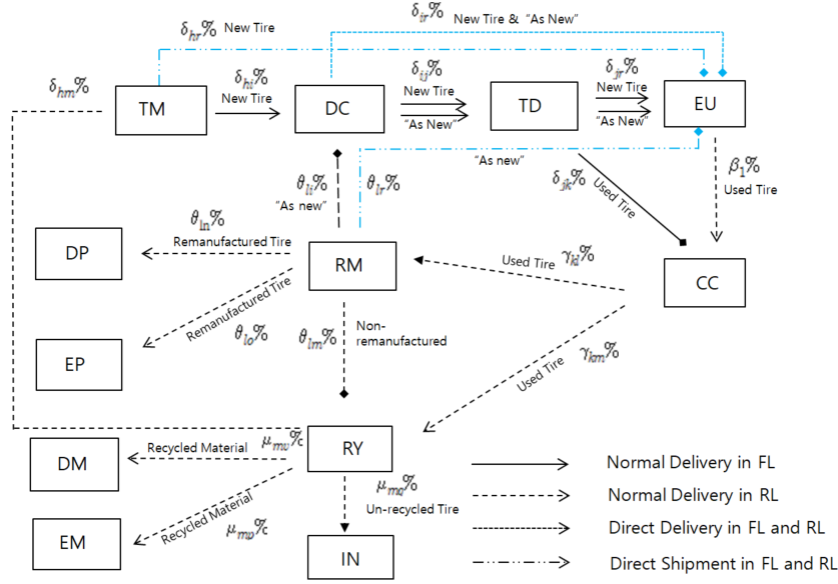 δir%
New Tire & "As New"
δhr% New Tire
δhm%
δhi%
New Tire
δij%
New Tire
"As New"
δjr%
New Tire
"As New"
TM
DC
TD
EU
"As new"
β1%
Used Tire
δjk%
Used Tire
θli%
"As new"
θlr%
θln%
Remanufactured Tire
DP
RM
Used Tire
γkl%
CC
Remanufactured Tire
θlo%
θlm%
Non-
remanufactured
EP
Used Tire
γkm%
RY
Recycled Material
μmυ%c
DM
μmq%
Un-recycled Tire
Recycled Material
μmp%c
EM
IN
Normal Delivery in FL
Normal Delivery in RL
Direct Delivery in FL and RL
Direct Shipment in FL and RL